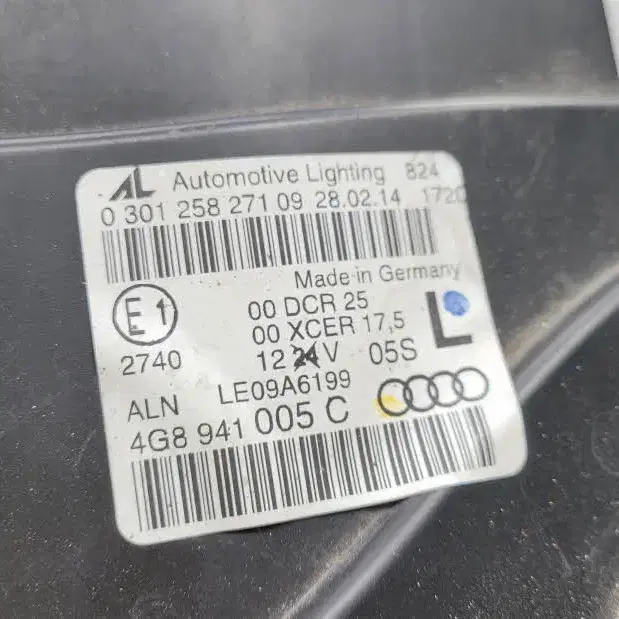 AL Automotive Lighting 824
0 301 258 271 09 28.02.14 1720
Made in Germany
E1 00 DCR 25
00 XCER 17,5 L
2740 12 24 V 05S
ALN LE09A6199
4G8 941 005 C